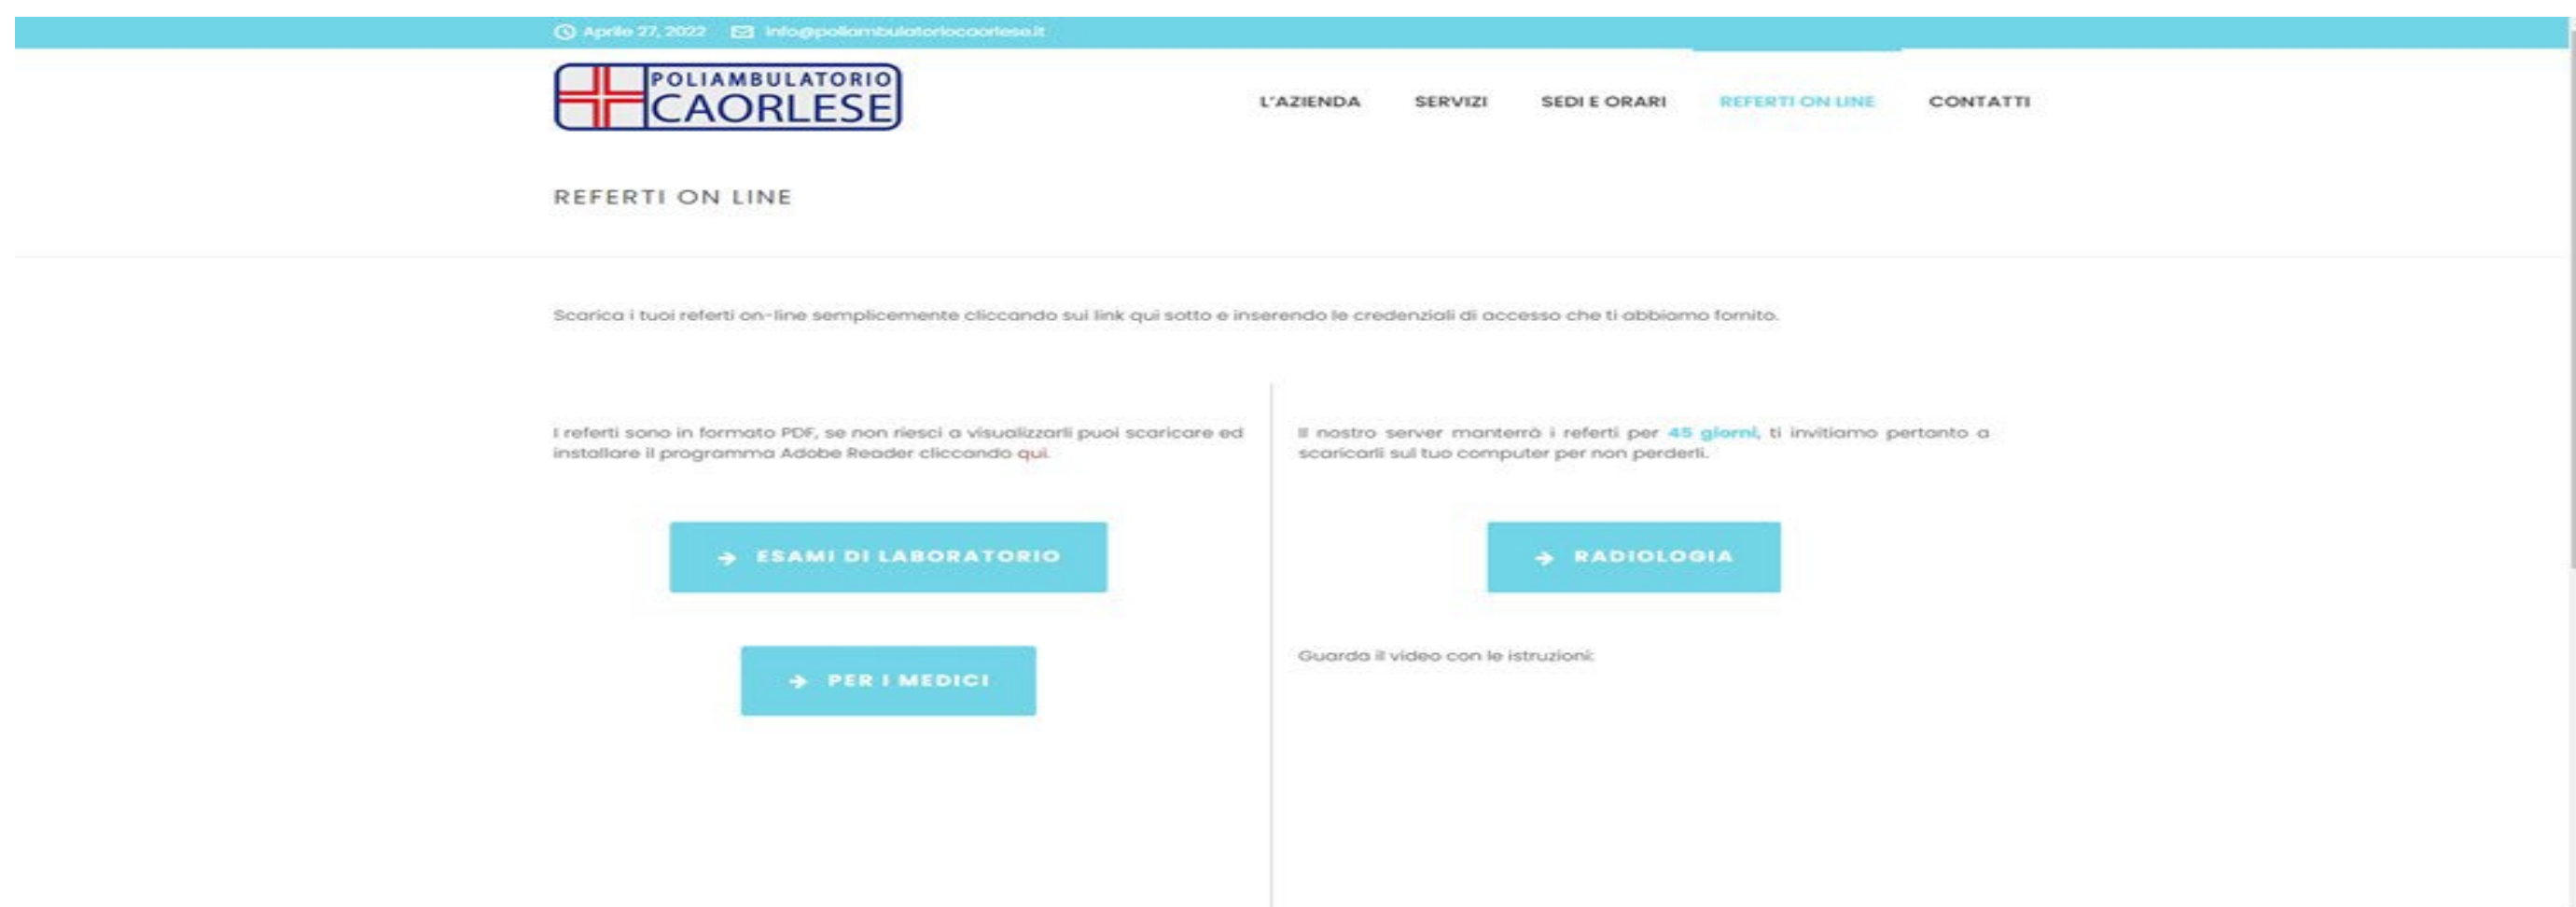 Aprile 27, 2022 info@poliambulatoriocaorlese.it
POLIAMBULATORIO
CAORLESE
L'AZIENDA SERVIZI SEDI E ORARI REFERTI ON LINE CONTATTI
REFERTI ON LINE
Scarica i tuoi referti on-line semplicemente cliccando sui link qui sotto e inserendo le credenziali di accesso che ti abbiamo fornito.
I referti sono in formato PDF, se non riesci a visualizzarli puoi scaricare ed
installare il programma Adobe Reader cliccando qui.
ESAMI DI LABORATORIO
PER I MEDICI
Il nostro server manterrà i referti per 45 giorni, ti invitiamo pertanto a
scaricarli sul tuo computer per non perderli.
RADIOLOGIA
Guarda il video con le istruzioni: